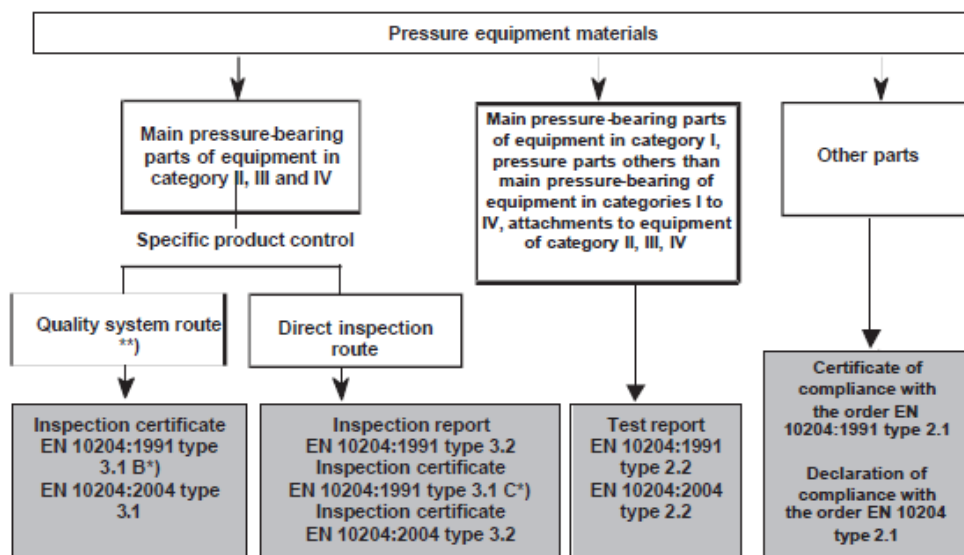 Pressure equipment materials
Main pressure-bearing
parts of equipment in
category II, III and IV
Main pressure-bearing parts
of equipment in category I,
pressure parts others than
main pressure-bearing of
equipment in categories I to
IV, attachments to equipment
of category II, III, IV
Other parts
Specific product control
Quality system route
**)
Direct inspection
route
Inspection certificate
EN 10204:1991 type
3.1 B*)
EN 10204:2004 type
3.1
Inspection report
EN 10204:1991 type 3.2
Inspection certificate
EN 10204:1991 type 3.1 C*)
Inspection certificate
EN 10204:2004 type 3.2
Test report
EN 10204:1991
type 2.2
EN 10204:2004
type 2.2
Certificate of
compliance with
the order EN
10204:1991 type 2.1
Declaration of
compliance with
the order EN 10204
type 2.1